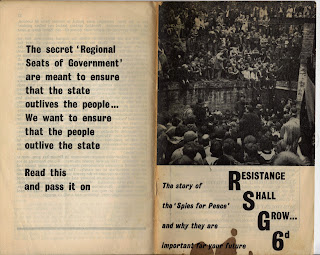 The secret 'Regional
Seats of Government'
are meant to ensure
that the state
outlives the people...
We want to ensure
that the people
outlive the state
Read this
and pass it on
RESISTANCE
SHALL
GROW...
6d
The story of
the 'Spies for Peace'
and why they are
important for your future